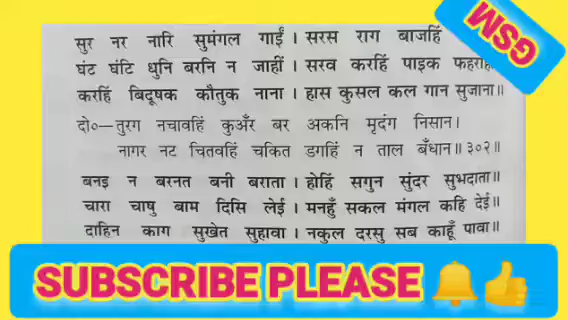 GSM
सुर नर नारि सुमंगल गाईं। सरस राग बाजहिं
घंट घंटि धुनि बरनि न जाहीं। सरव करहिं पाइक
करहिं बिदूषक कौतुक नाना। हास कुसल कल गान सुजाना॥
दो०—तुरग नचावहिं कुअँर बर अकनि मृदंग निसान।
नागर नट चितवहिं चकित डगहिं न ताल बँधान॥ ३०२॥
बनइ न बरनत बनी बराता। होहिं सगुन सुंदर सुभदाता॥
चारा चाषु बाम दिसि लेई। मनहुँ सकल मंगल कहि देई॥
दाहिन काग सुखेत सुहावा। नकुल दरसु सब काहूँ पावा॥
SUBSCRIBE PLEASE